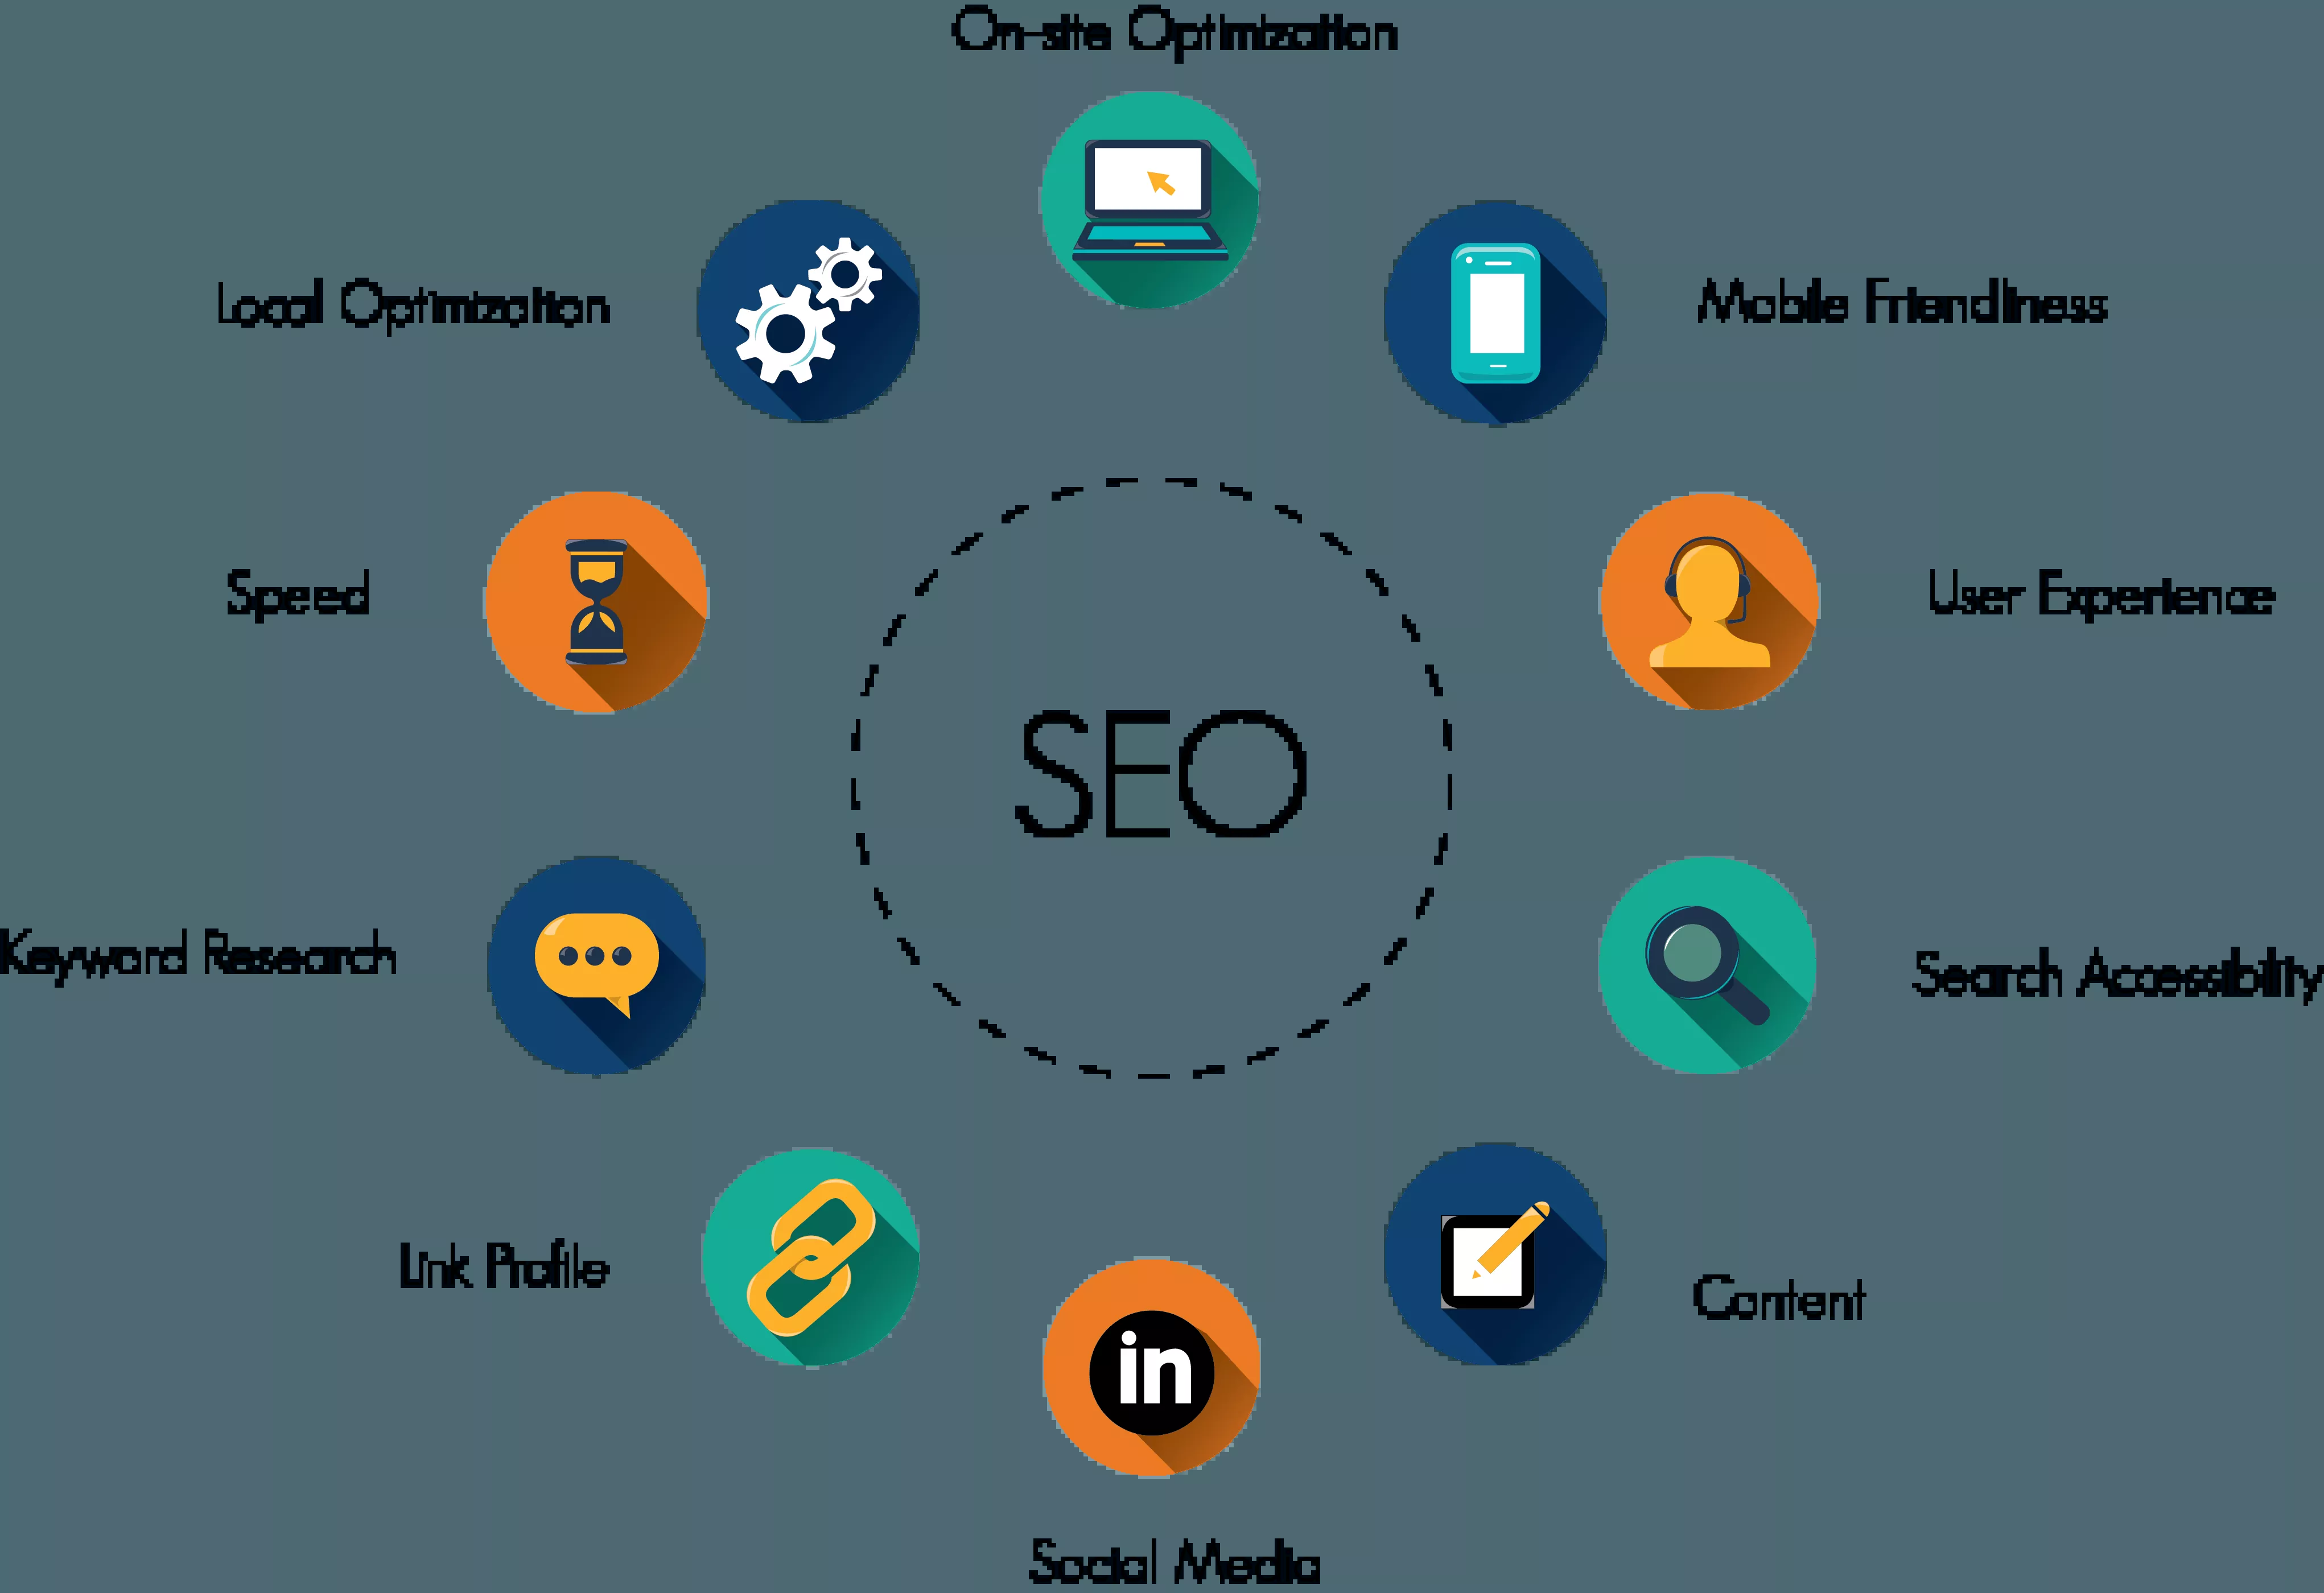 On-site Optimization
Local Optimization
Mobile Friendliness
Speed
User Experience
SEO
Keyword Research
Search Accessibility
Link Profile
Content
in
Social Media